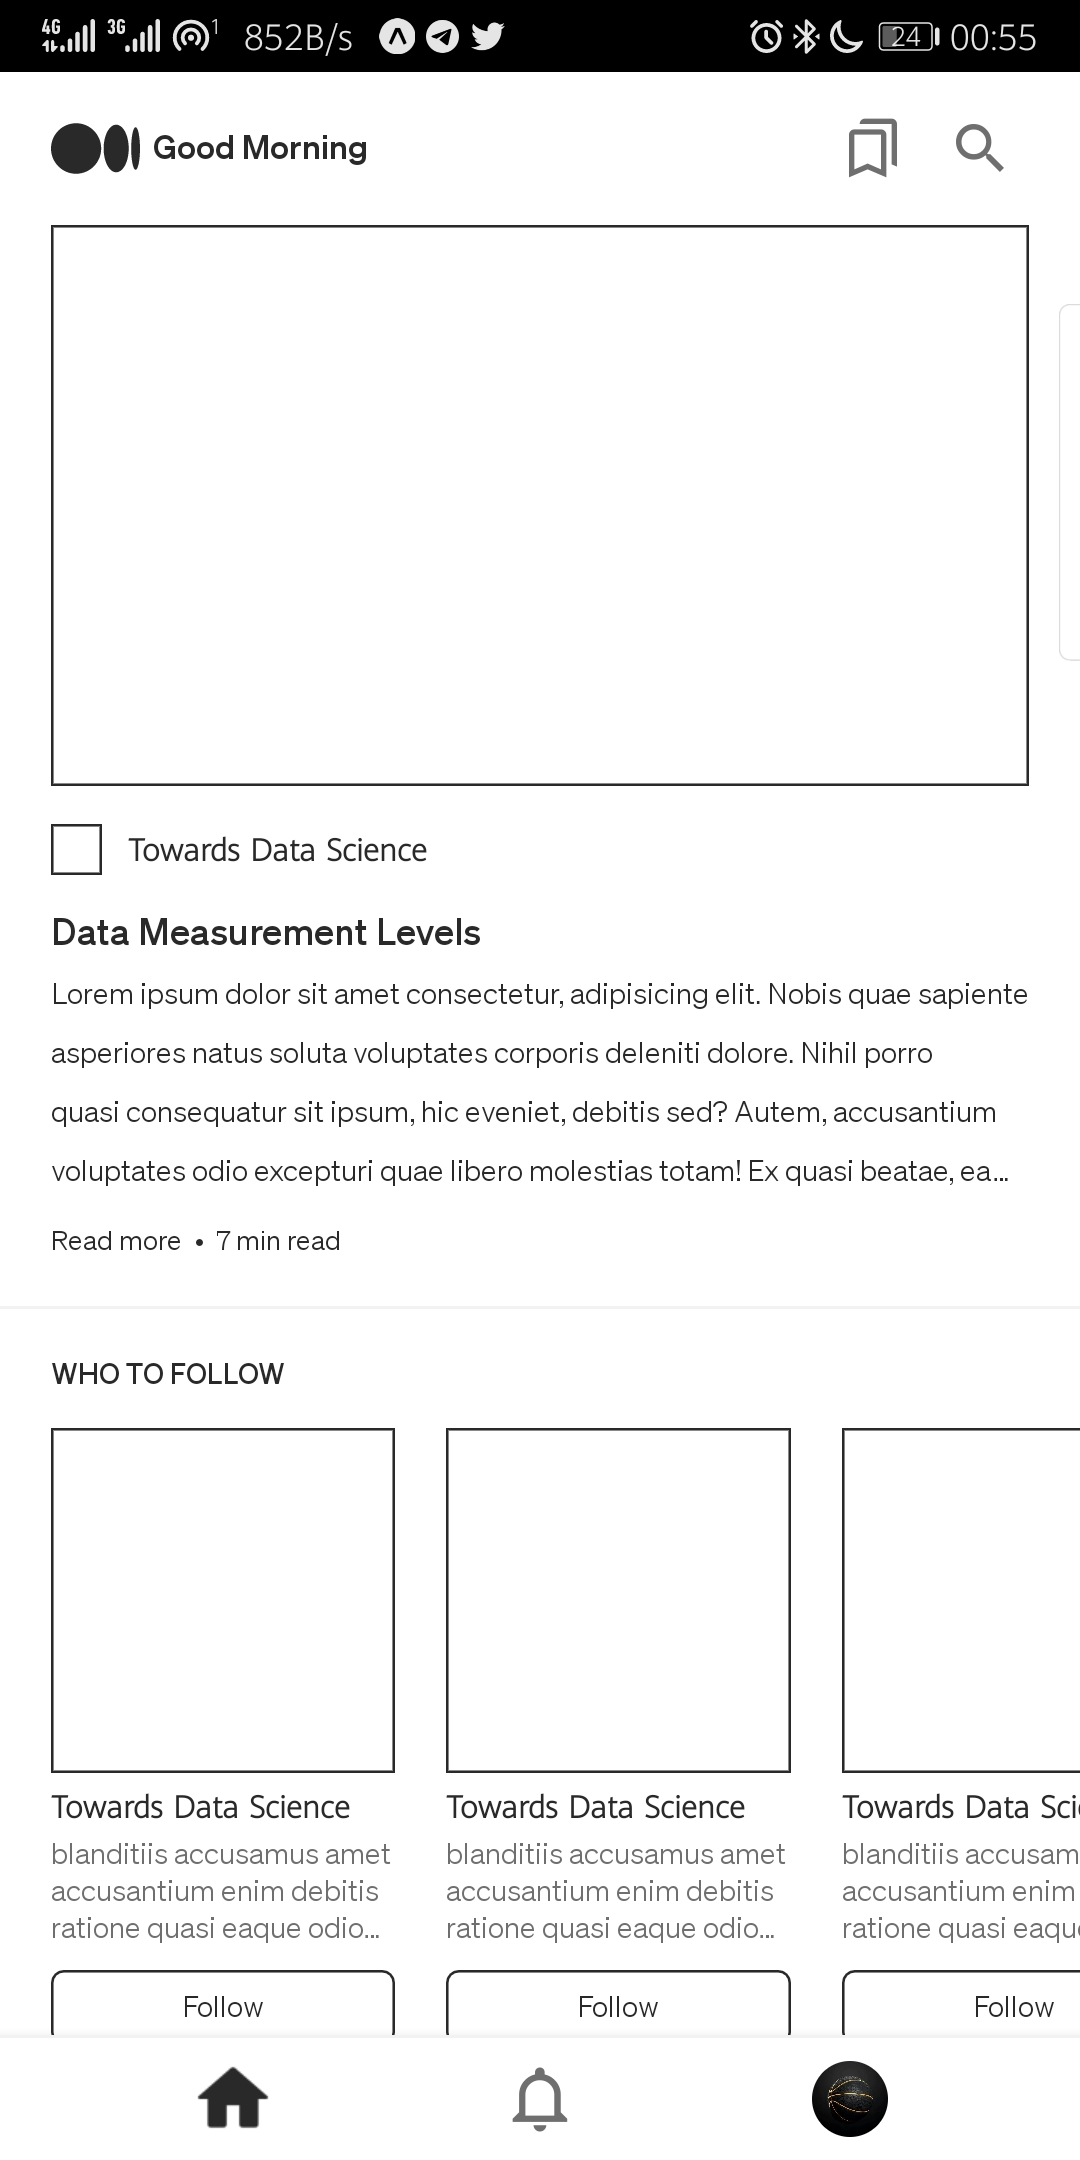 4G 3G 1 852B/s 24 00:55
Good Morning
Towards Data Science
Data Measurement Levels
Lorem ipsum dolor sit amet consectetur, adipisicing elit. Nobis quae sapiente
asperiores natus soluta voluptates corporis deleniti dolore. Nihil porro
quasi consequatur sit ipsum, hic eveniet, debitis sed? Autem, accusantium
voluptates odio excepturi quae libero molestias totam! Ex quasi beatae, ea...
Read more • 7 min read
WHO TO FOLLOW
Towards Data Science
blanditiis accusamus amet
accusantium enim debitis
ratione quasi eaque odio...
Follow
Towards Data Science
blanditiis accusamus amet
accusantium enim debitis
ratione quasi eaque odio...
Follow
Towards Data Sci
blanditiis accusam
accusantium enim
ratione quasi eaqu
Follow